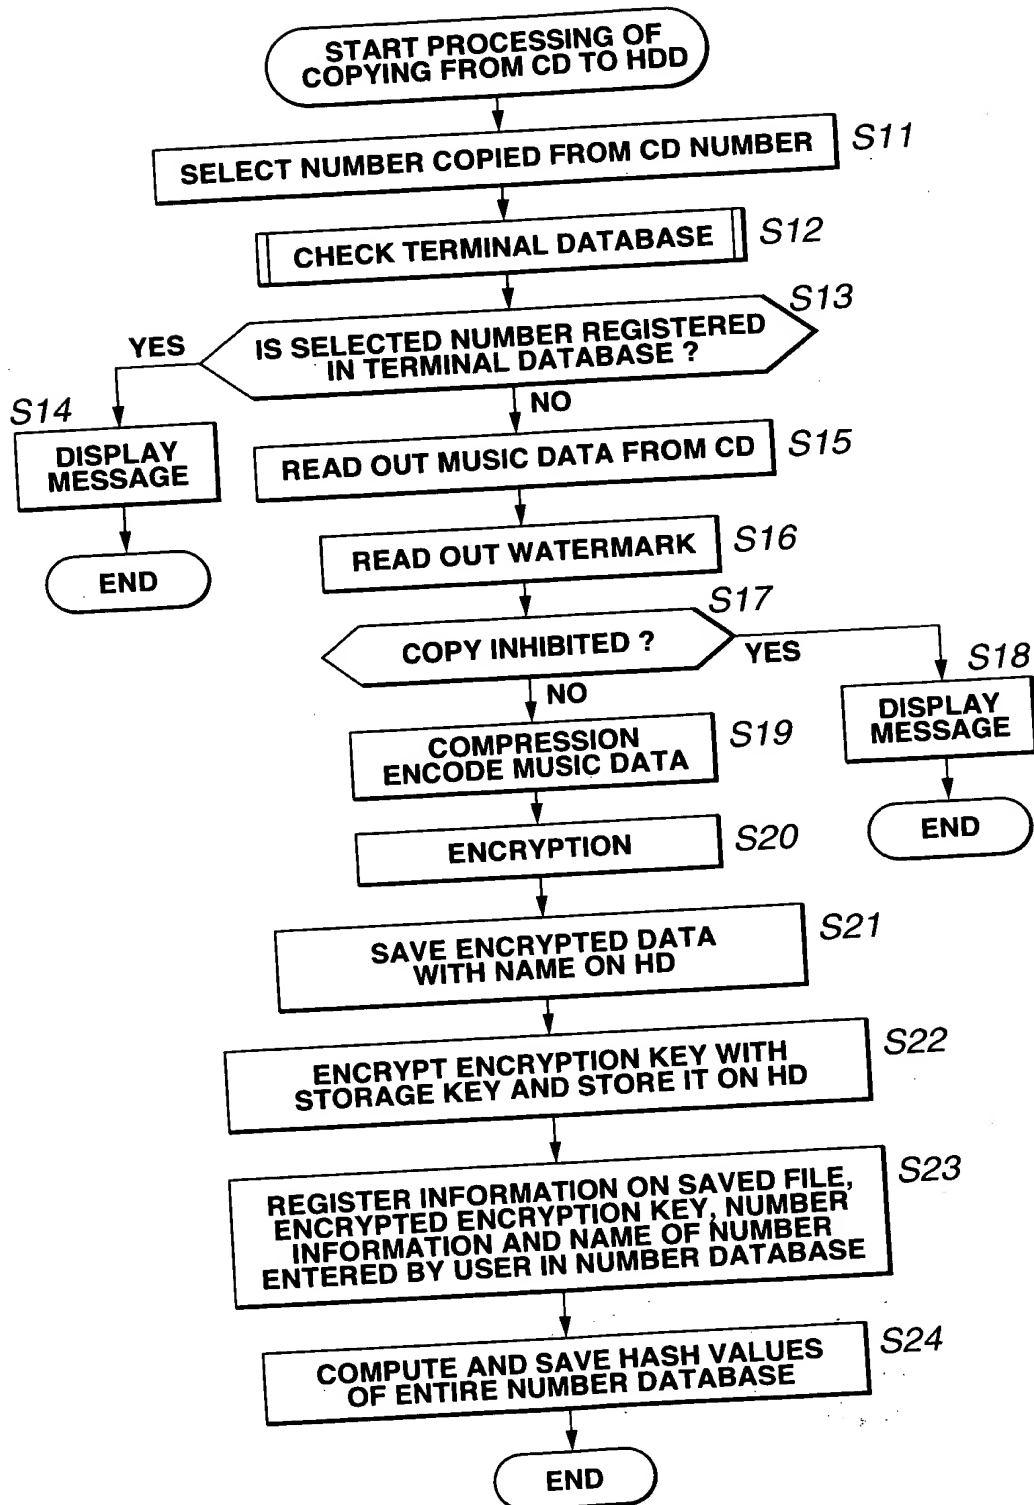 START PROCESSING OF
COPYING FROM CD TO HDD
SELECT NUMBER COPIED FROM CD NUMBER
S11
CHECK TERMINAL DATABASE
S12
S13
IS SELECTED NUMBER REGISTERED
IN TERMINAL DATABASE ?
YES
NO
S14
DISPLAY
MESSAGE
END
READ OUT MUSIC DATA FROM CD
S15
READ OUT WATERMARK
S16
S17
COPY INHIBITED ?
YES
NO
S18
DISPLAY
MESSAGE
END
COMPRESSION
ENCODE MUSIC DATA
S19
ENCRYPTION
S20
SAVE ENCRYPTED DATA
WITH NAME ON HD
S21
ENCRYPT ENCRYPTION KEY WITH
STORAGE KEY AND STORE IT ON HD
S22
REGISTER INFORMATION ON SAVED FILE,
ENCRYPTED ENCRYPTION KEY, NUMBER
INFORMATION AND NAME OF NUMBER
ENTERED BY USER IN NUMBER DATABASE
S23
COMPUTE AND SAVE HASH VALUES
OF ENTIRE NUMBER DATABASE
S24
END